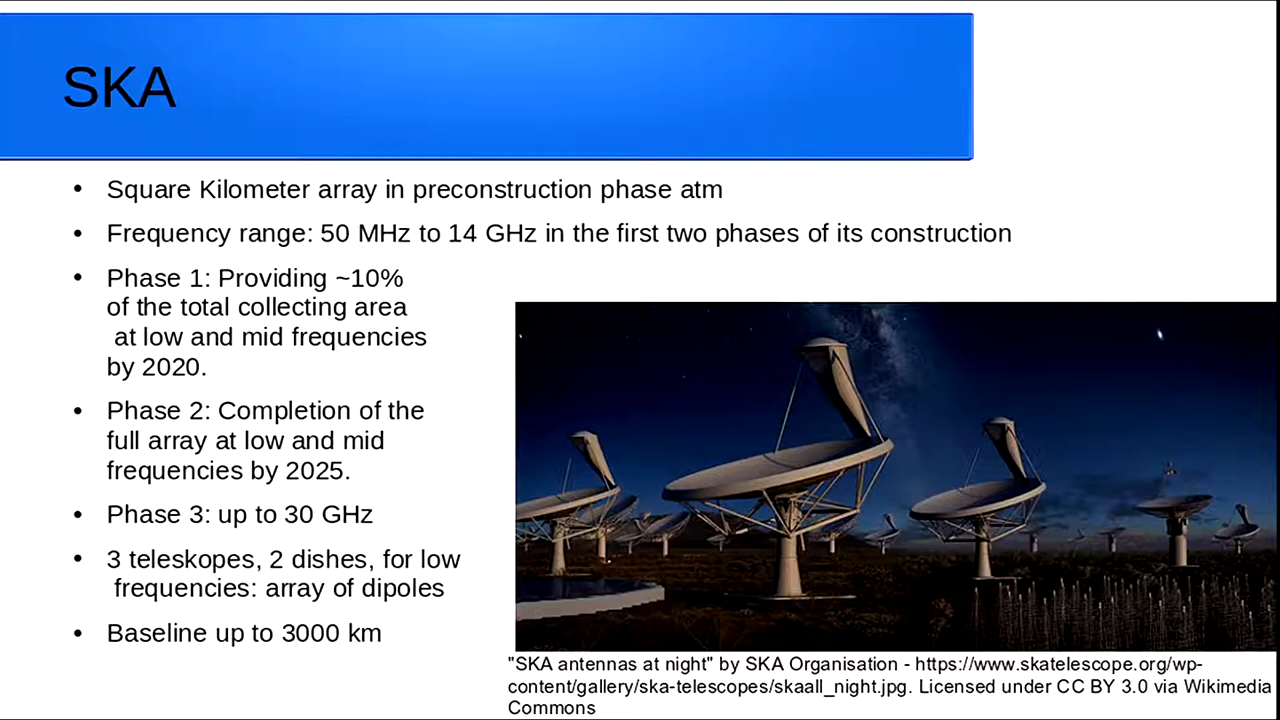 SKA
• Square Kilometer array in preconstruction phase atm
• Frequency range: 50 MHz to 14 GHz in the first two phases of its construction
• Phase 1: Providing ~10%
of the total collecting area
at low and mid frequencies
by 2020.
• Phase 2: Completion of the
full array at low and mid
frequencies by 2025.
• Phase 3: up to 30 GHz
• 3 teleskopes, 2 dishes, for low
frequencies: array of dipoles
• Baseline up to 3000 km
"SKA antennas at night" by SKA Organisation - https://www.skatelescope.org/wp-
content/gallery/ska-telescopes/skaall_night.jpg. Licensed under CC BY 3.0 via Wikimedia
Commons